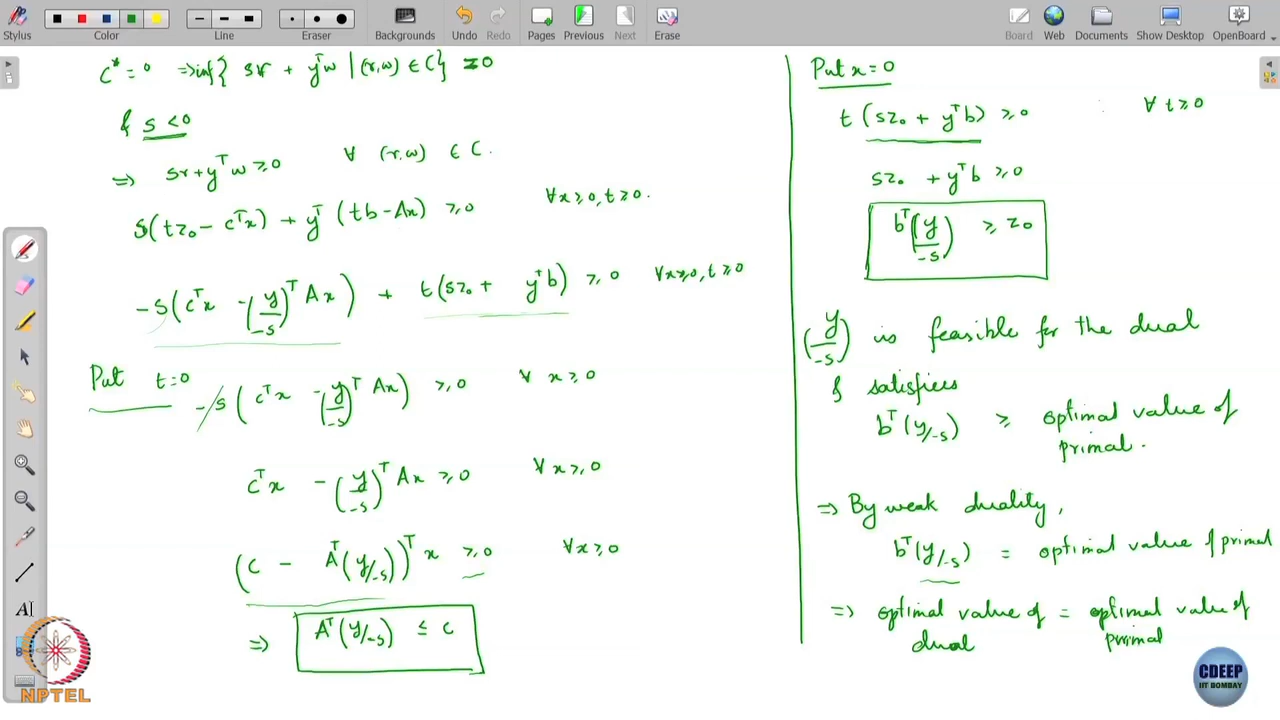 Stylus
Color
Line
Eraser
Backgrounds
Undo
Redo
Pages
Previous
Next
Erase
Board
Web
Documents
Show Desktop
OpenBoard
c* = 0 ⇒ inf{ sr + yᵀw | (r,w) ∈ C} = 0
& s < 0
⇒ sr + yᵀw ≥ 0 ∀ (r,w) ∈ C.
s(tz₀ - cᵀx) + yᵀ(tb - Ax) ≥ 0 ∀x≥0, t≥0.
-s(cᵀx - (y/-s)ᵀ Ax) + t(sz₀ + yᵀb) ≥ 0 ∀x≥0, t≥0
Put t=0
-s(cᵀx - (y/-s)ᵀ Ax) ≥ 0 ∀ x≥0
cᵀx - (y/-s)ᵀ Ax ≥ 0 ∀x≥0
(c - Aᵀ(y/-s))ᵀ x ≥ 0 ∀x≥0
⇒ Aᵀ(y/-s) ≤ c
Put x=0
t(sz₀ + yᵀb) ≥ 0 ∀ t≥0
sz₀ + yᵀb ≥ 0
bᵀ(y/-s) ≥ z₀
(y/-s) is feasible for the dual
& satisfies
bᵀ(y/-s) ≥ optimal value of
primal.
⇒ By weak duality,
bᵀ(y/-s) = optimal value of primal
⇒ optimal value of = optimal value of
dual primal
NPTEL
CDEEP
IIT BOMBAY